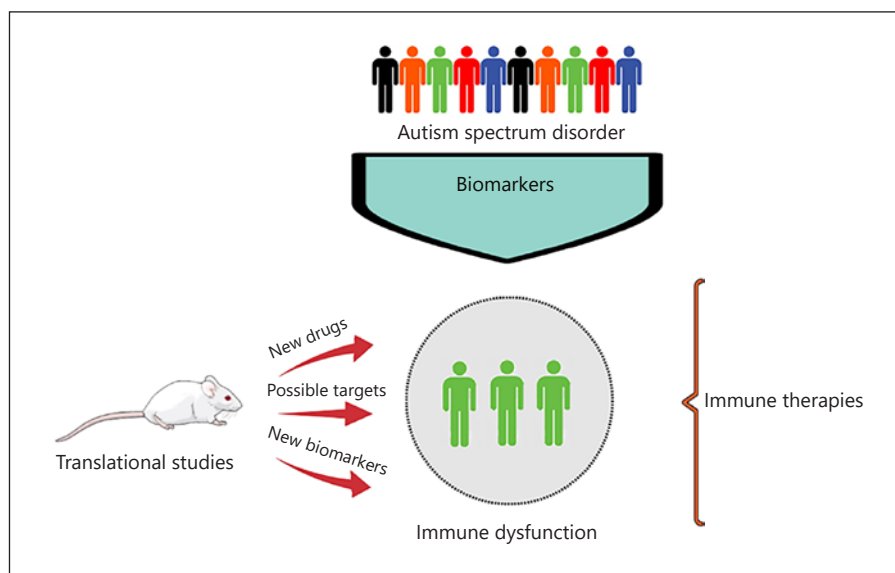 Autism spectrum disorder
Biomarkers
New drugs
Possible targets
New biomarkers
Translational studies
Immune therapies
Immune dysfunction